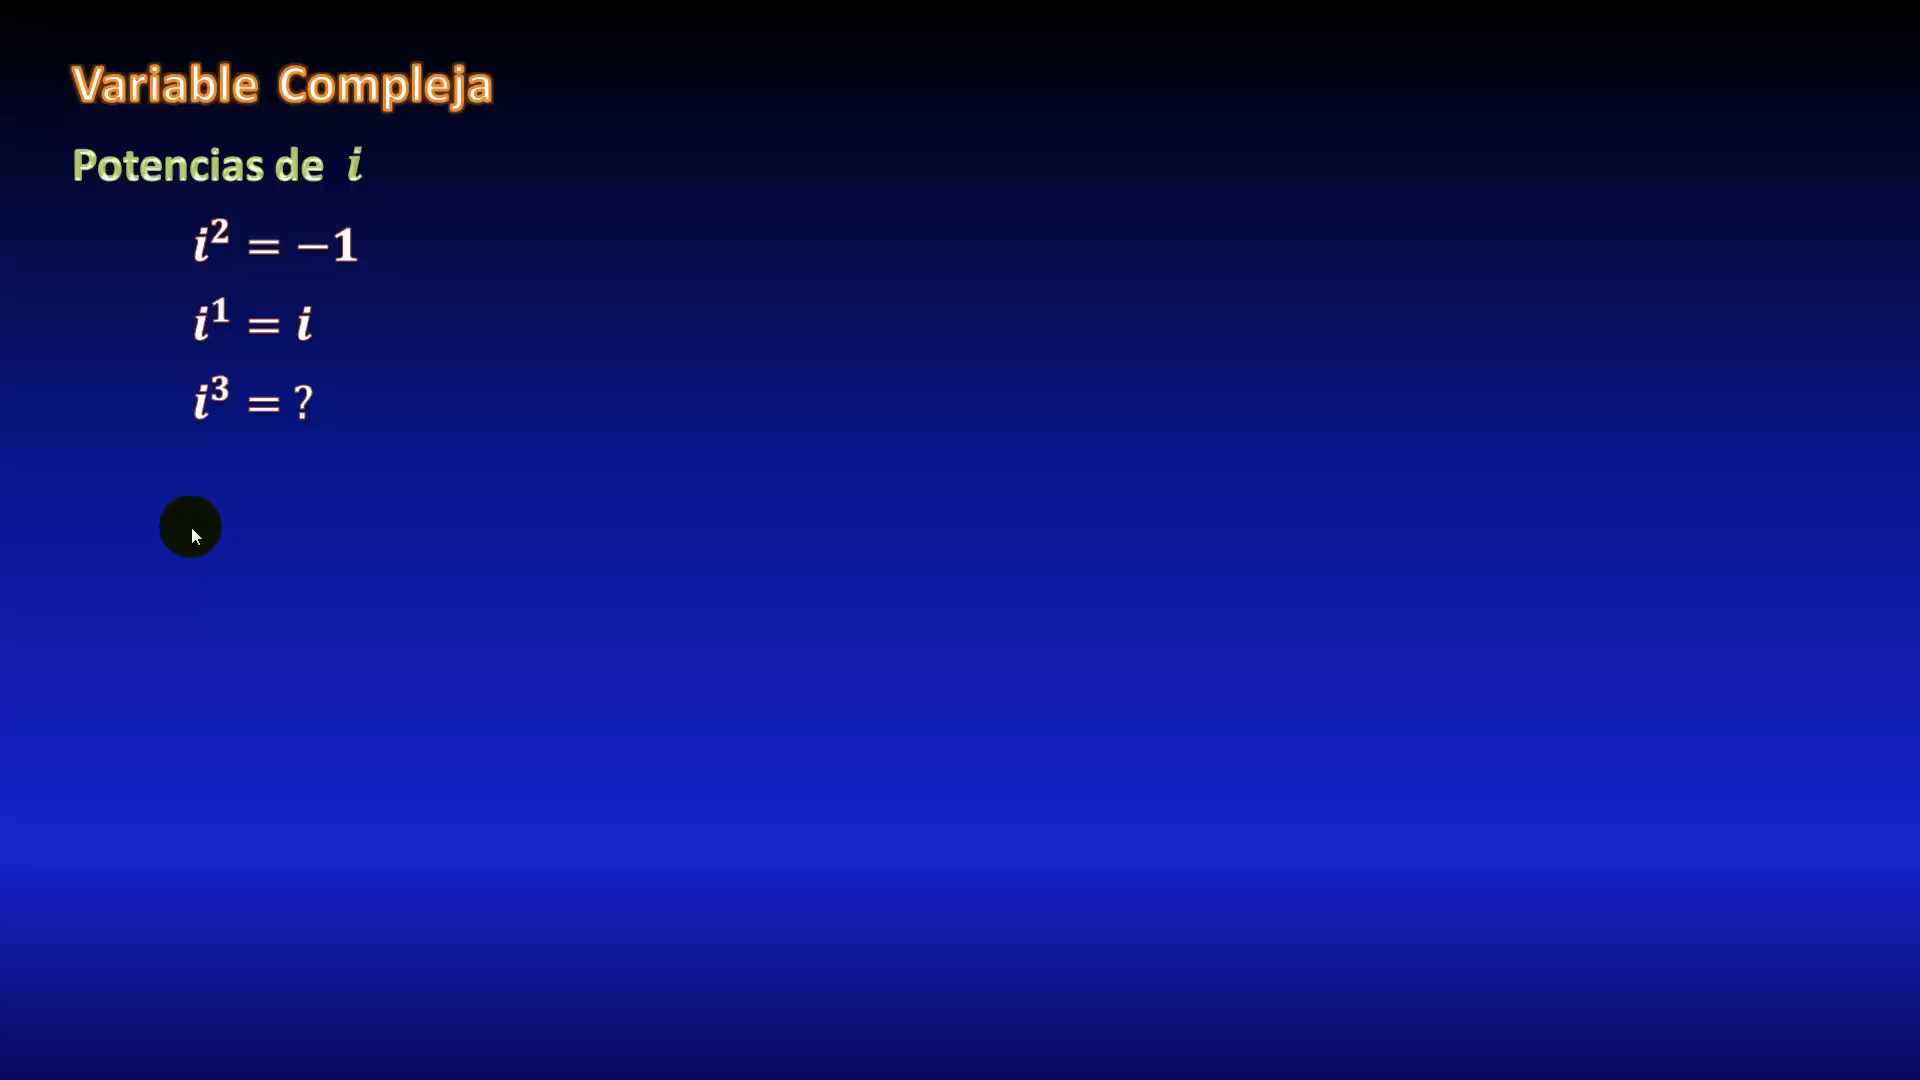 Variable Compleja
Potencias de i
i² = −1
i¹ = i
i³ = ?